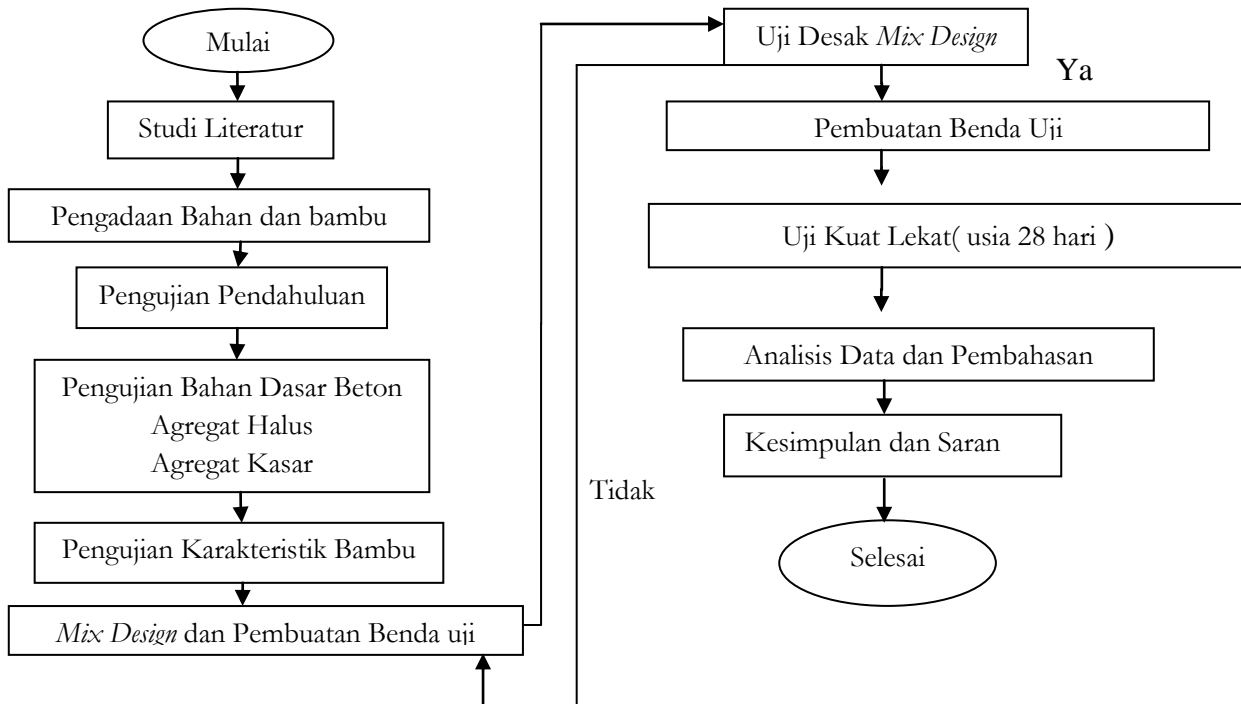 Mulai
Studi Literatur
Pengadaan Bahan dan bambu
Pengujian Pendahuluan
Pengujian Bahan Dasar Beton
Agregat Halus
Agregat Kasar
Pengujian Karakteristik Bambu
Mix Design dan Pembuatan Benda uji
Uji Desak Mix Design
Ya
Tidak
Pembuatan Benda Uji
Uji Kuat Lekat( usia 28 hari )
Analisis Data dan Pembahasan
Kesimpulan dan Saran
Selesai